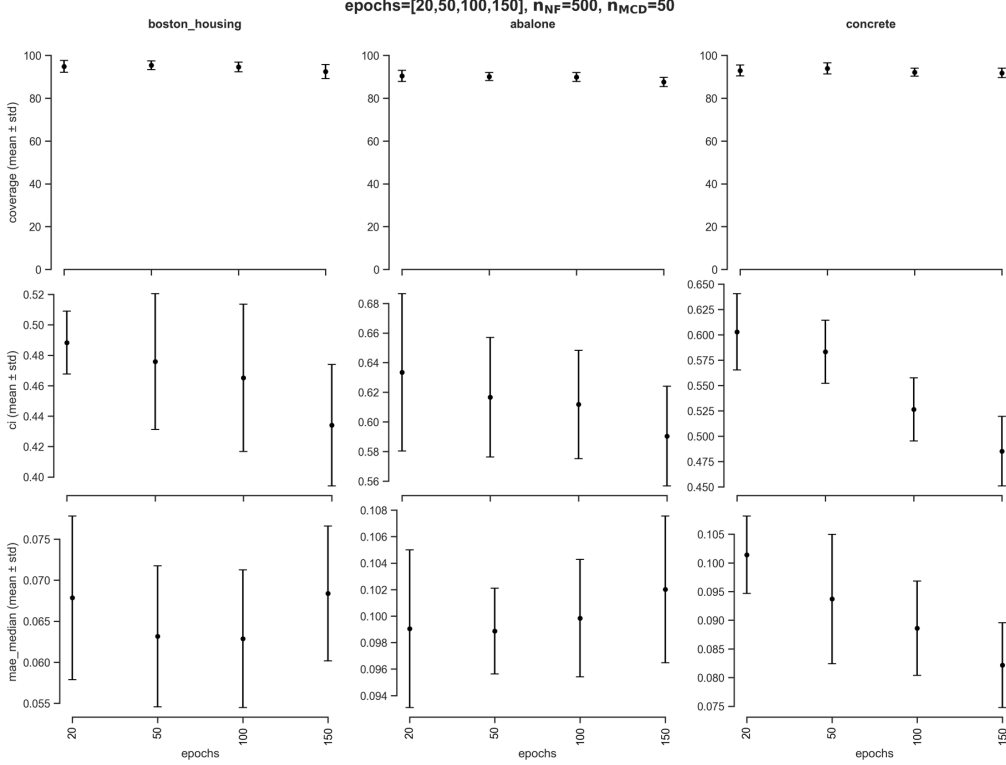 epochs=[20,50,100,150], nNF=500, nMCD=50
boston_housing abalone concrete
coverage (mean ± std)
100 100 100
80 80 80
60 60 60
40 40 40
20 20 20
0 0 0
ci (mean ± std)
0.52 0.68 0.650
0.50 0.66 0.625
0.48 0.64 0.600
0.46 0.62 0.575
0.44 0.60 0.550
0.42 0.58 0.525
0.40 0.56 0.500
0.475
0.450
mae_median (mean ± std)
0.075 0.108 0.105
0.070 0.106 0.100
0.065 0.104 0.095
0.060 0.102 0.090
0.055 0.100 0.085
0.098 0.080
0.096 0.075
0.094
20 50 100 150 20 50 100 150 20 50 100 150
epochs epochs epochs